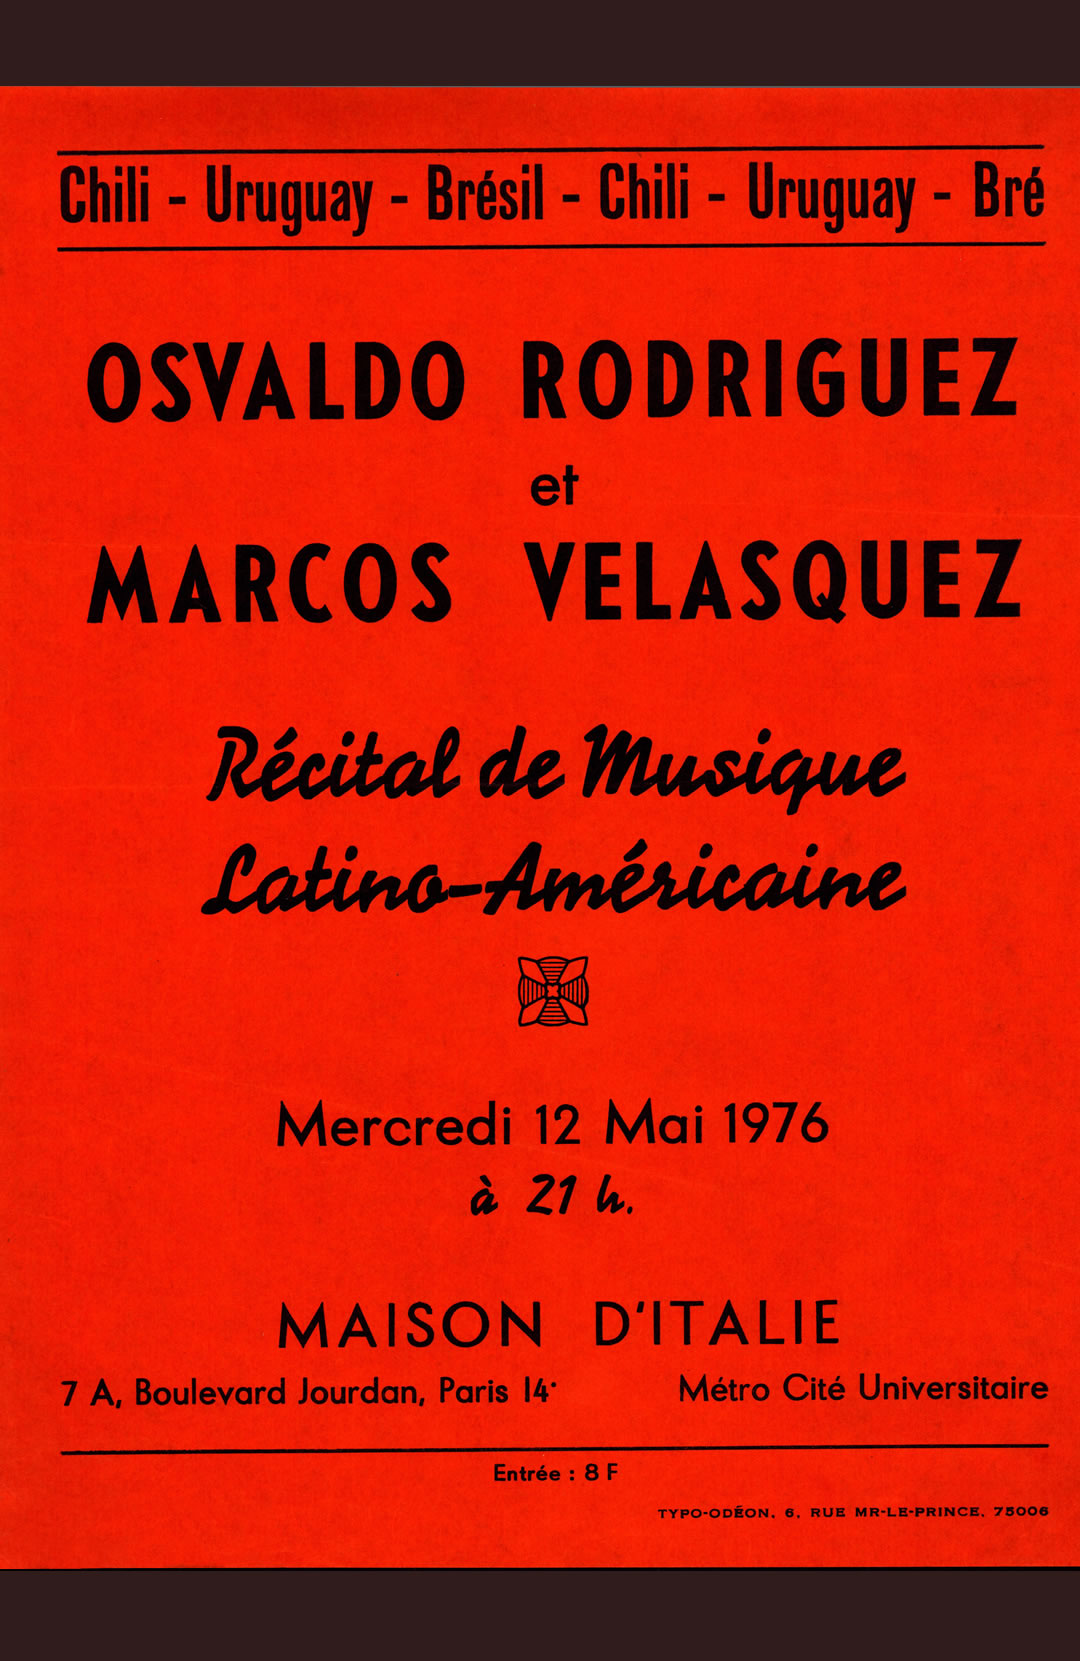 Chili - Uruguay - Brésil - Chili - Uruguay - Bré
OSVALDO RODRIGUEZ
et
MARCOS VELASQUEZ
Récital de Musique
Latino-Américaine
Mercredi 12 Mai 1976
à 21 h.
MAISON D'ITALIE
7 A, Boulevard Jourdan, Paris 14e Métro Cité Universitaire
Entrée : 8 F
TYPO-ODÉON, 6, RUE MR-LE-PRINCE, 75006